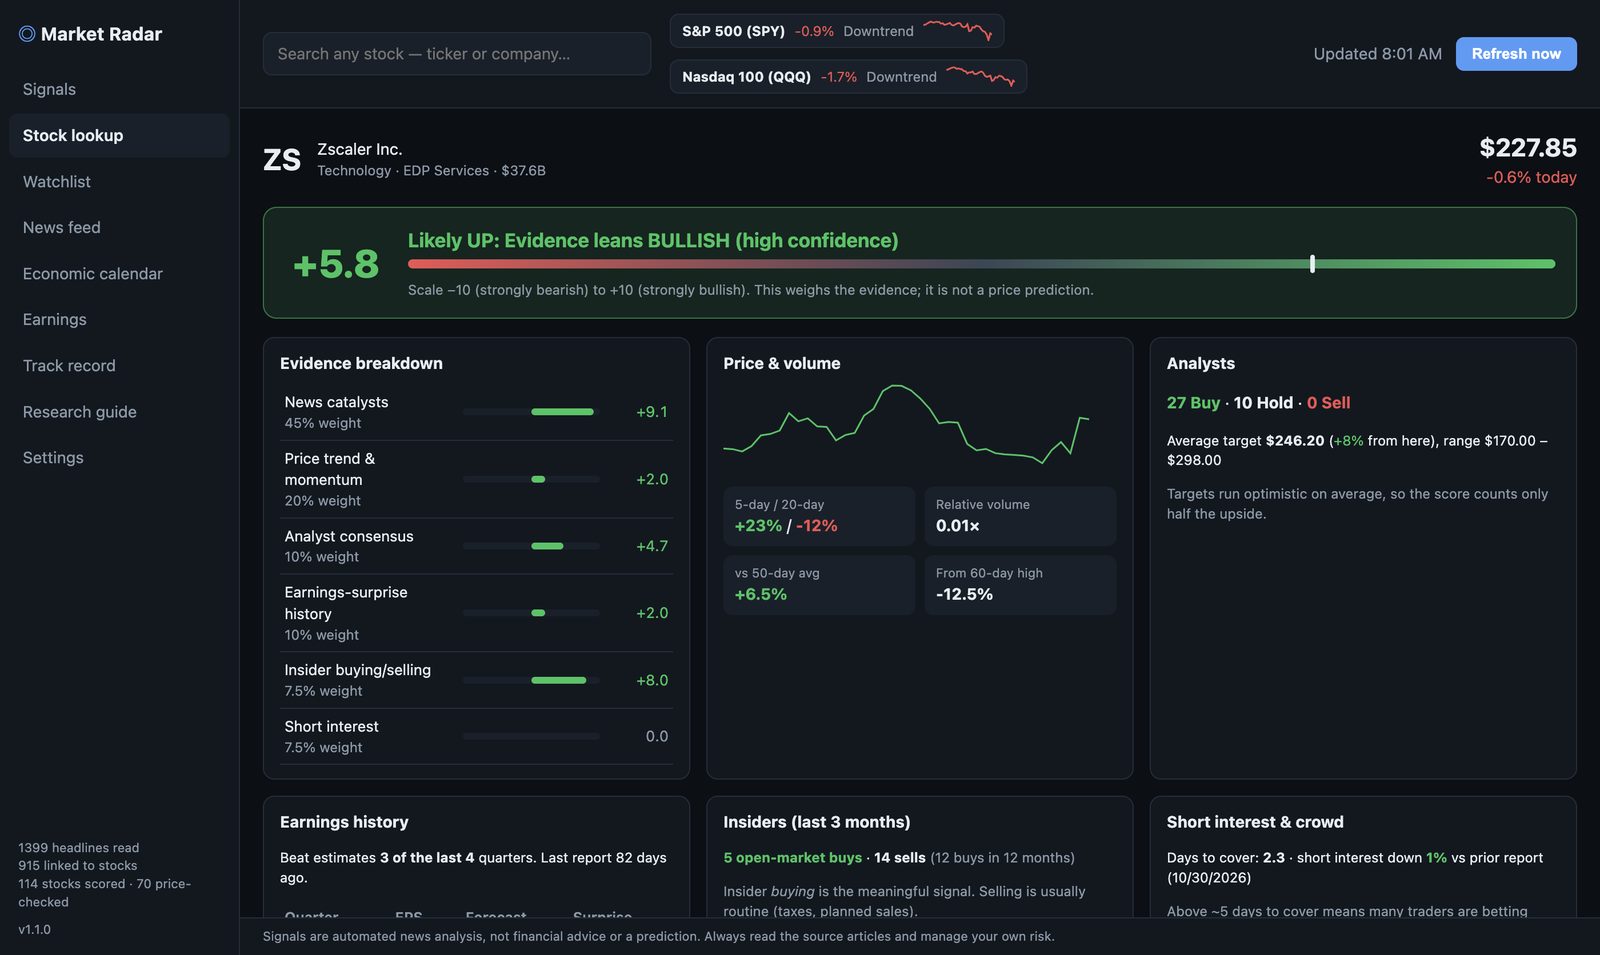 Market Radar
Signals
Stock lookup
Watchlist
News feed
Economic calendar
Earnings
Track record
Research guide
Settings
1399 headlines read
915 linked to stocks
114 stocks scored · 70 price-
checked
v1.1.0
Search any stock — ticker or company...
S&P 500 (SPY) -0.9% Downtrend
Nasdaq 100 (QQQ) -1.7% Downtrend
Updated 8:01 AM
Refresh now
ZS
Zscaler Inc.
Technology · EDP Services · $37.6B
$227.85
-0.6% today
+5.8
Likely UP: Evidence leans BULLISH (high confidence)
Scale −10 (strongly bearish) to +10 (strongly bullish). This weighs the evidence; it is not a price prediction.
Evidence breakdown
News catalysts
45% weight
+9.1
Price trend &
momentum
20% weight
+2.0
Analyst consensus
10% weight
+4.7
Earnings-surprise
history
10% weight
+2.0
Insider buying/selling
7.5% weight
+8.0
Short interest
7.5% weight
0.0
Price & volume
5-day / 20-day
+23% / -12%
Relative volume
0.01×
vs 50-day avg
+6.5%
From 60-day high
-12.5%
Analysts
27 Buy · 10 Hold · 0 Sell
Average target $246.20 (+8% from here), range $170.00 –
$298.00
Targets run optimistic on average, so the score counts only
half the upside.
Earnings history
Beat estimates 3 of the last 4 quarters. Last report 82 days
ago.
Quarter EPS Forecast Surprise
Insiders (last 3 months)
5 open-market buys · 14 sells (12 buys in 12 months)
Insider buying is the meaningful signal. Selling is usually
routine (taxes, planned sales).
Short interest & crowd
Days to cover: 2.3 · short interest down 1% vs prior report
(10/30/2026)
Above ~5 days to cover means many traders are betting
Signals are automated news analysis, not financial advice or a prediction. Always read the source articles and manage your own risk.